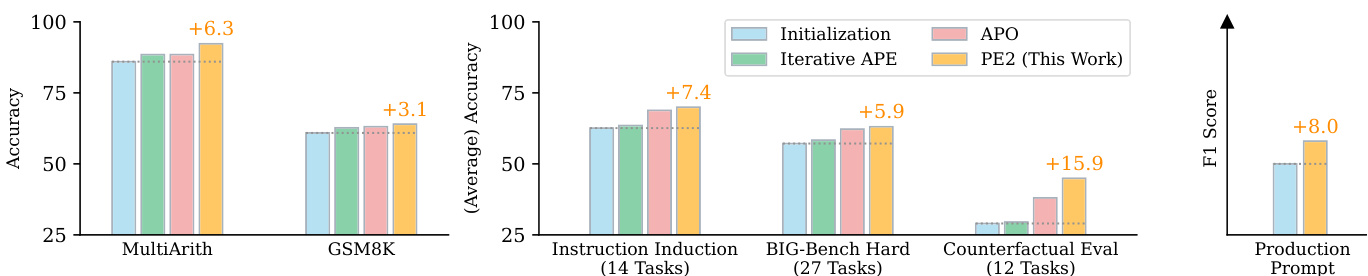 100
75
50
25
Accuracy
+6.3
+3.1
MultiArith
GSM8K
100
75
50
25
(Average) Accuracy
Initialization
Iterative APE
APO
PE2 (This Work)
+7.4
+5.9
+15.9
Instruction Induction
(14 Tasks)
BIG-Bench Hard
(27 Tasks)
Counterfactual Eval
(12 Tasks)
F1 Score
+8.0
Production
Prompt